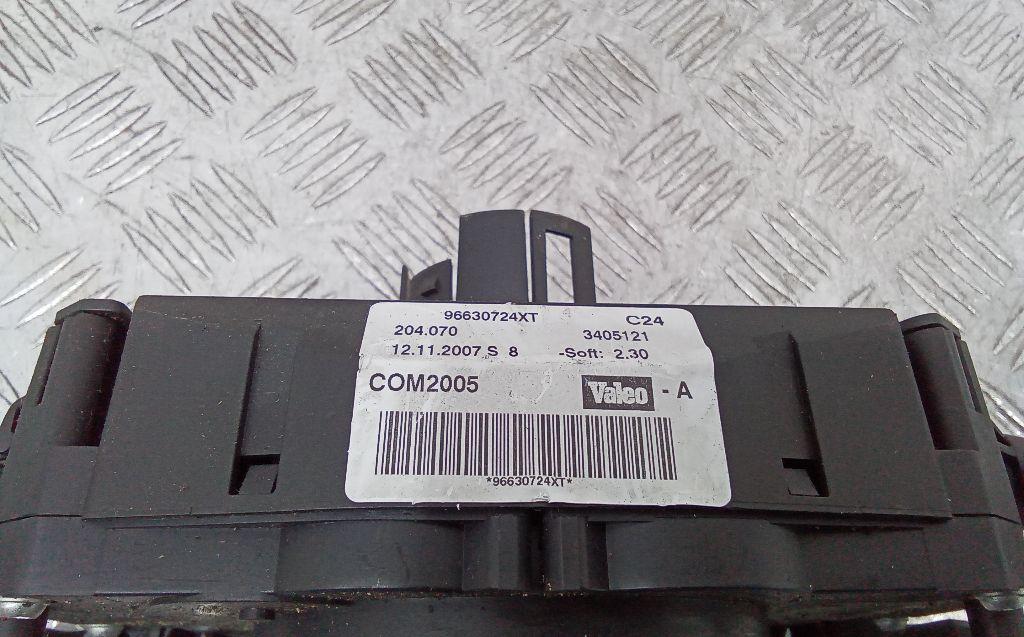 96630724XT C24
204.070 3405121
12.11.2007 S 8 -Soft: 2.30
COM2005 Valeo - A
*96630724XT*